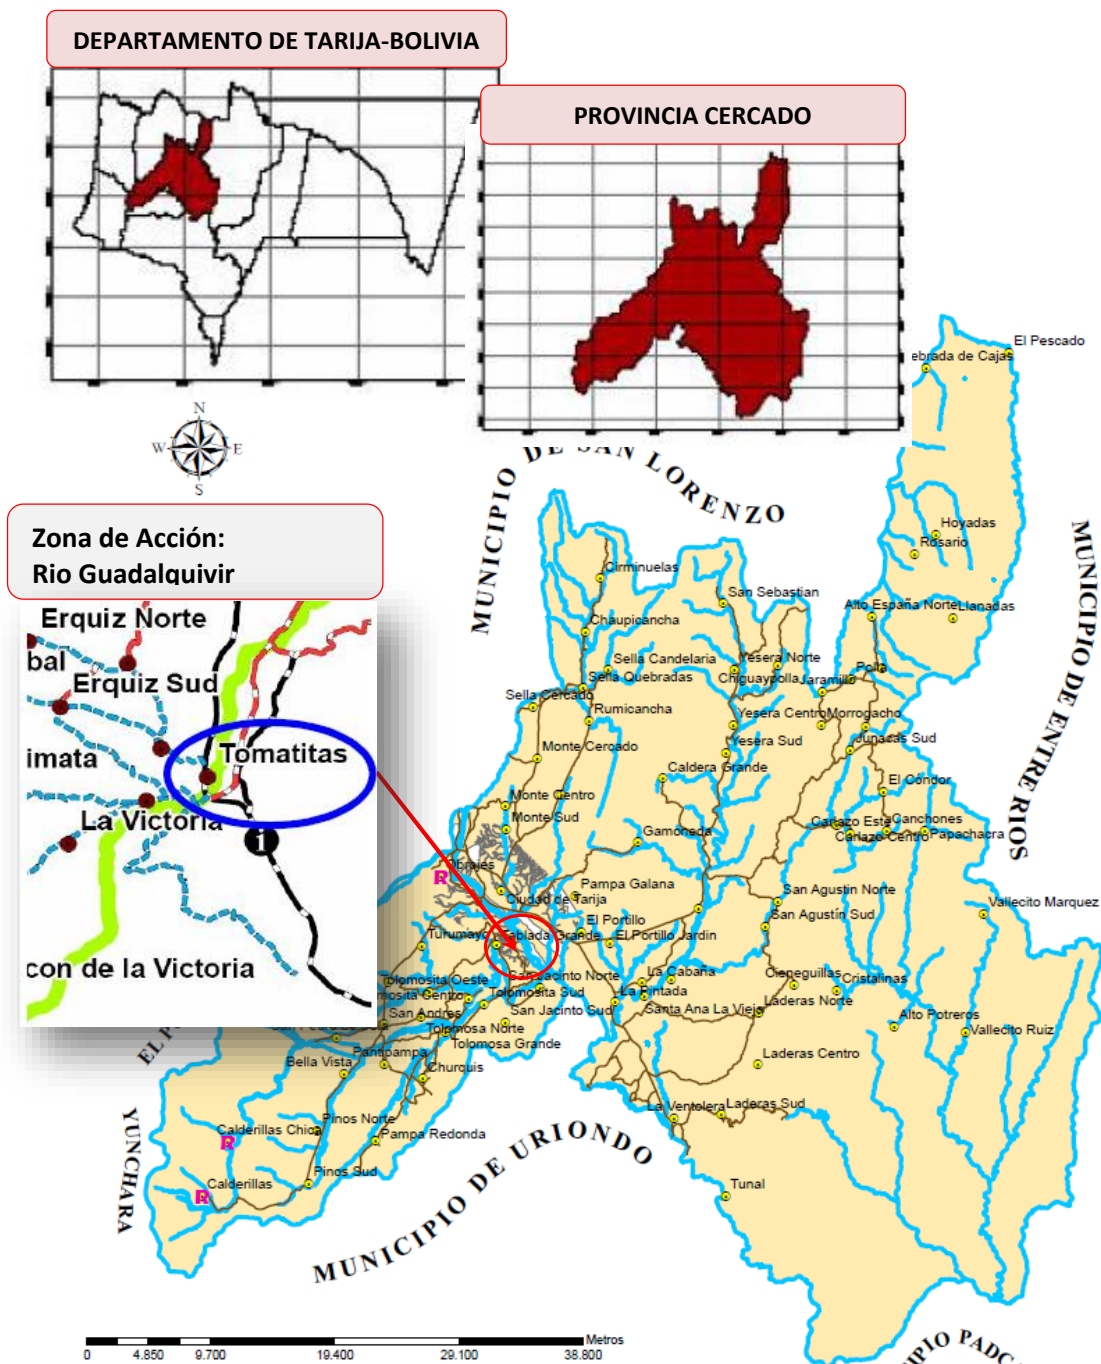 DEPARTAMENTO DE TARIJA-BOLIVIA
PROVINCIA CERCADO
N
W
E
S
Zona de Acción:
Rio Guadalquivir
Erquiz Norte
bal
Erquiz Sud
imata
Tomatitas
La Victoria
1
con de la Victoria
MUNICIPIO DE SAN LORENZO
MUNICIPIO DE ENTRE RIOS
MUNICIPIO DE URIONDO
YUNCHARA
El Pescado
ebrada de Cajas
Hoyadas
Rosario
Cirminuelas
San Sebastian
Alto España Norte
Llanadas
Chaupicancha
Sella Candelaria
Yesera Norte
Polla
Sella Quebradas
Chiguaypolla
Jaramillo
Sella Cercado
Rumicancha
Yesera Centro
Morrogacho
Monte Cercado
Yesera Sud
Junacas Sud
Caldera Grande
El Cóndor
Monte Centro
Monte Sud
Carlazo Este
Canchones
Gamoneda
Carlazo Centro
Papachacra
Obrajes
R
Pampa Galana
San Agustin Norte
Ciudad de Tarija
Vallecito Marquez
El Portillo
San Agustín Sud
Turumayo
Tablada Grande
El Portillo Jardin
Tolomosita Oeste
San Jacinto Norte
La Cabaña
Cieneguillas
Cristalinas
mosita Centro
Tolomosita Sud
La Pintada
Laderas Norte
San Andres
San Jacinto Sud
Santa Ana La Vieja
Alto Potreros
Tolomosa Norte
Vallecito Ruiz
Tolomosa Grande
Bella Vista
Pantipampa
Laderas Centro
Churquis
Pinos Norte
La Ventolera
Laderas Sud
Calderillas Chica
R
Pampa Redonda
Pinos Sud
Calderillas
R
Tunal
Metros
0
4.850
9.700
19.400
29.100
38.800